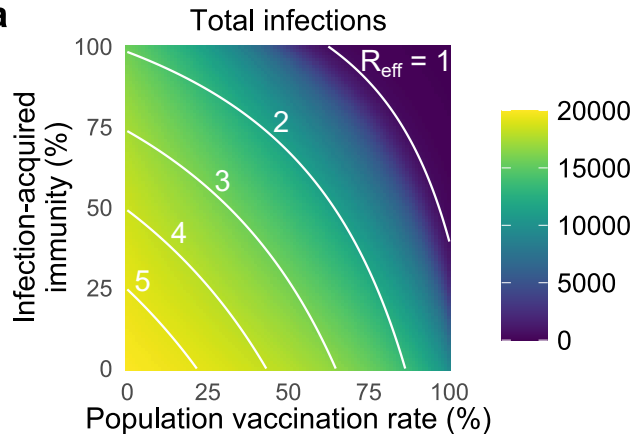 a
Total infections
100
75
50
25
0
Infection-acquired
immunity (%)
R_eff = 1
2
3
4
5
0 25 50 75 100
Population vaccination rate (%)
20000
15000
10000
5000
0